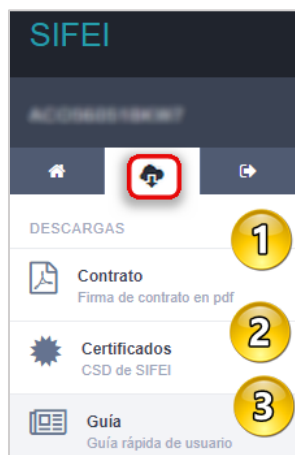 SIFEI
DESCARGAS
1
Contrato
Firma de contrato en pdf
2
Certificados
CSD de SIFEI
3
Guía
Guía rápida de usuario